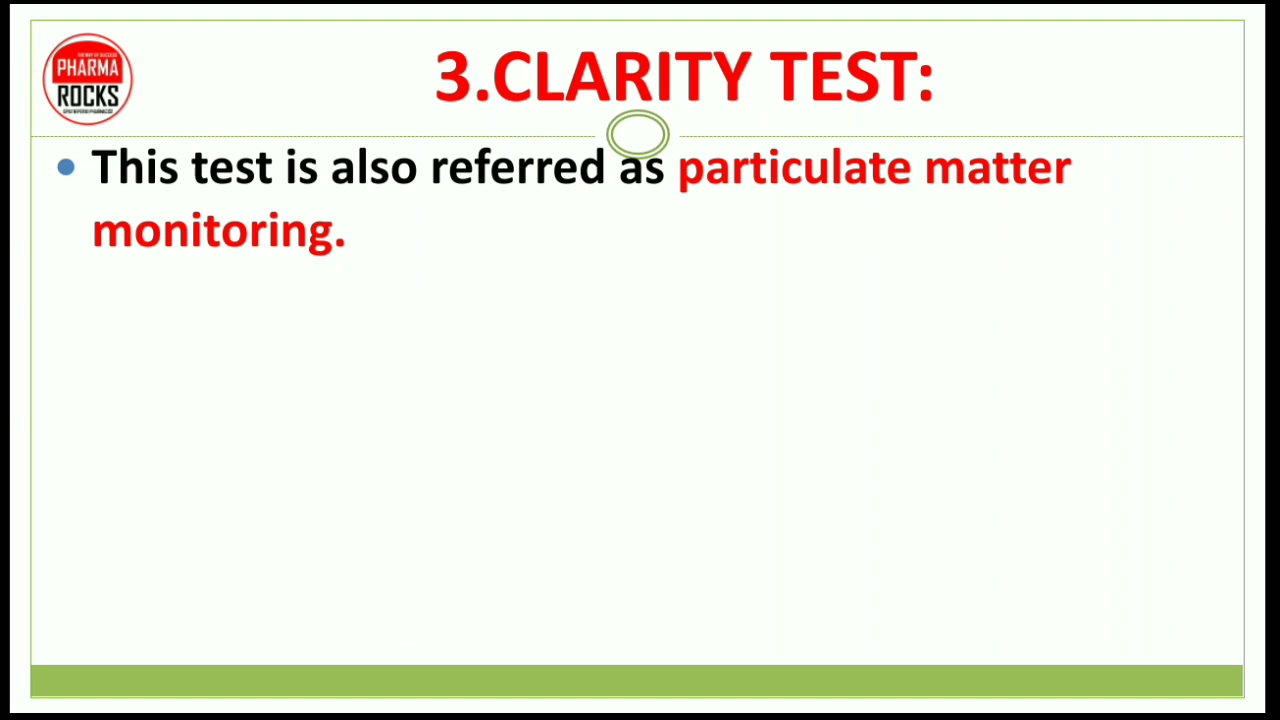 PHARMA
ROCKS
3.CLARITY TEST:
This test is also referred as particulate matter
monitoring.